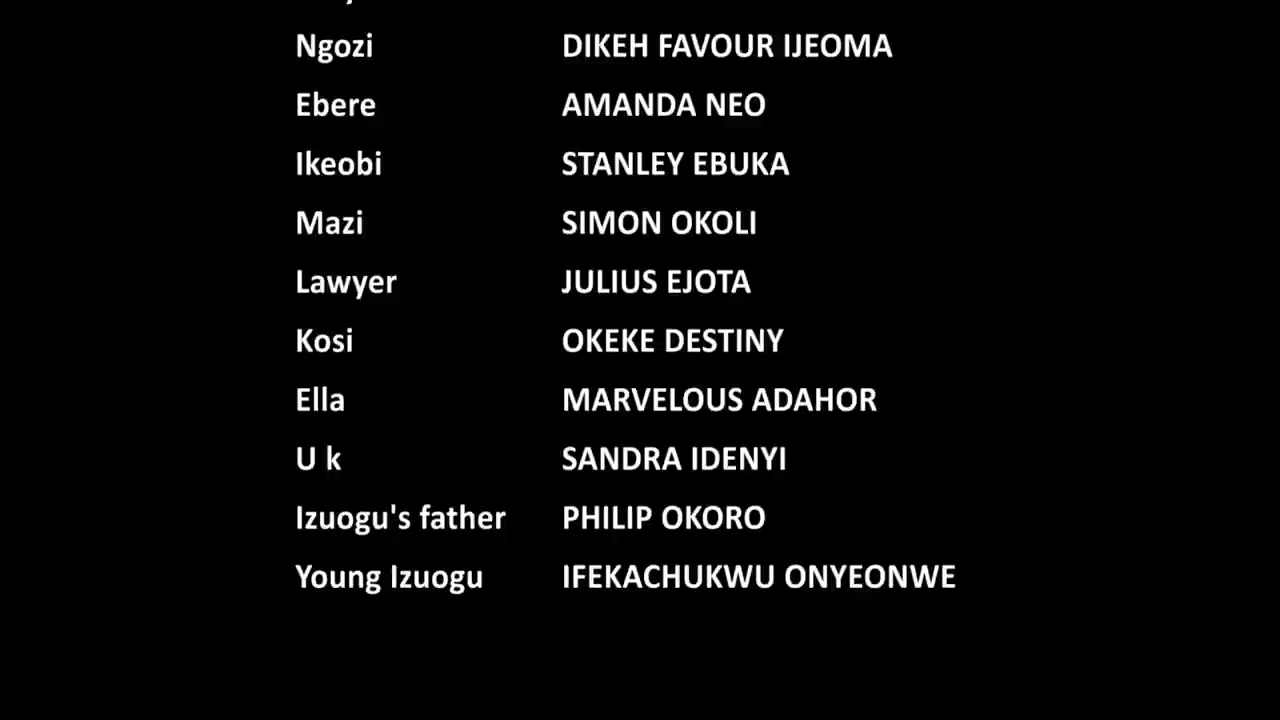 Ngozi DIKEH FAVOUR IJEOMA
Ebere AMANDA NEO
Ikeobi STANLEY EBUKA
Mazi SIMON OKOLI
Lawyer JULIUS EJOTA
Kosi OKEKE DESTINY
Ella MARVELOUS ADAHOR
U k SANDRA IDENYI
Izuogu's father PHILIP OKORO
Young Izuogu IFEKACHUKWU ONYEONWE